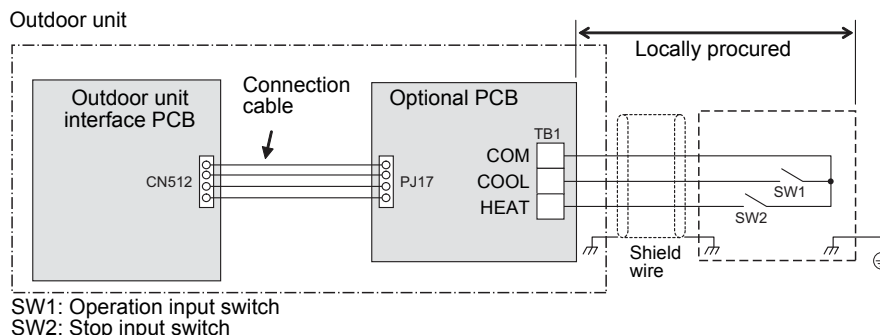 Outdoor unit
Locally procured
Outdoor unit
interface PCB
Connection
cable
Optional PCB
TB1
COM
COOL
HEAT
CN512
PJ17
SW1
SW2
Shield
wire
SW1: Operation input switch
SW2: Stop input switch